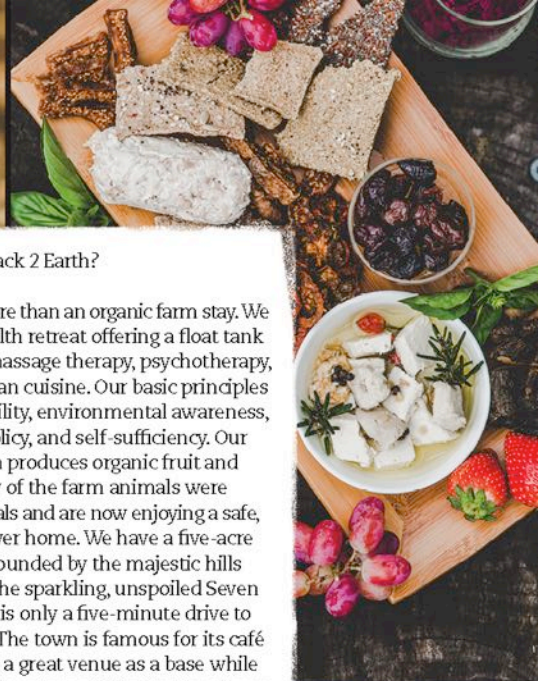 ack 2 Earth?
re than an organic farm stay. We
lth retreat offering a float tank
nassage therapy, psychotherapy,
an cuisine. Our basic principles
ility, environmental awareness,
licy, and self-sufficiency. Our
n produces organic fruit and
y of the farm animals were
als and are now enjoying a safe,
ver home. We have a five-acre
ounded by the majestic hills
he sparkling, unspoiled Seven
is only a five-minute drive to
The town is famous for its café
a great venue as a base while